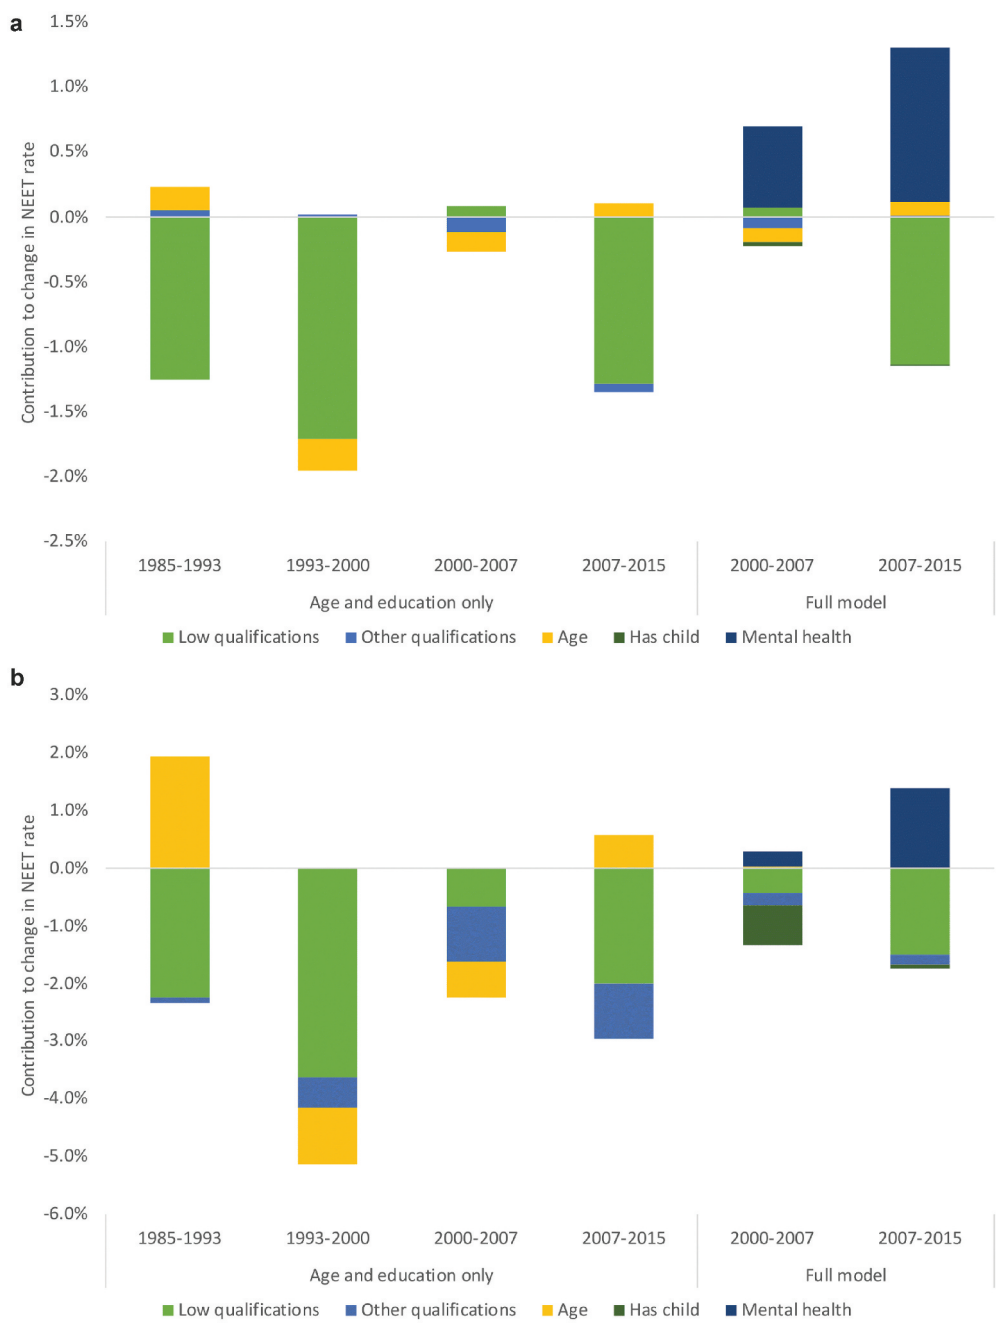 a
1.5%
1.0%
0.5%
0.0%
-0.5%
-1.0%
-1.5%
-2.0%
-2.5%
Contribution to change in NEET rate
1985-1993 1993-2000 2000-2007 2007-2015 2000-2007 2007-2015
Age and education only Full model
Low qualifications Other qualifications Age Has child Mental health
b
3.0%
2.0%
1.0%
0.0%
-1.0%
-2.0%
-3.0%
-4.0%
-5.0%
-6.0%
Contribution to change in NEET rate
1985-1993 1993-2000 2000-2007 2007-2015 2000-2007 2007-2015
Age and education only Full model
Low qualifications Other qualifications Age Has child Mental health